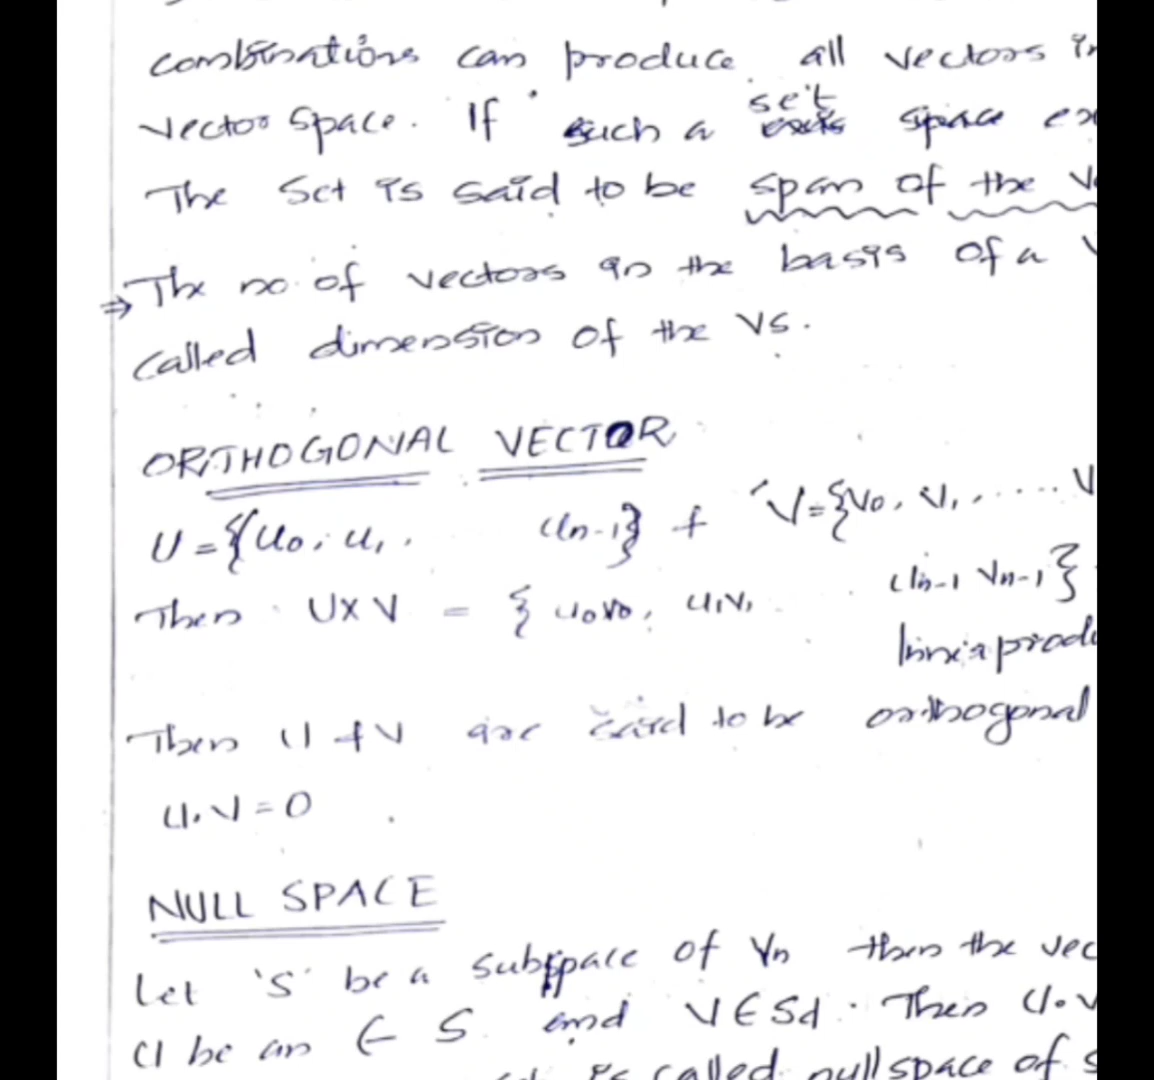 combinations can produce all vectors in
vector space. If such a set space ex
The Set is said to be span of the v
⇒ The no. of vectors in the basis of a v
called dimension of the VS.
ORTHOGONAL VECTOR
U = {u0, u1, . un-1} + V = {v0, v1, ..... v
Then U x V = { u0v0, u1v1 . un-1 vn-1}
Inner produ
Then U + V are said to be orthogonal
U.V = 0
NULL SPACE
Let 'S' be a subspace of Vn then the vec
U be an ∈ S and V ∈ Sd. Then U.V
is called null space of S